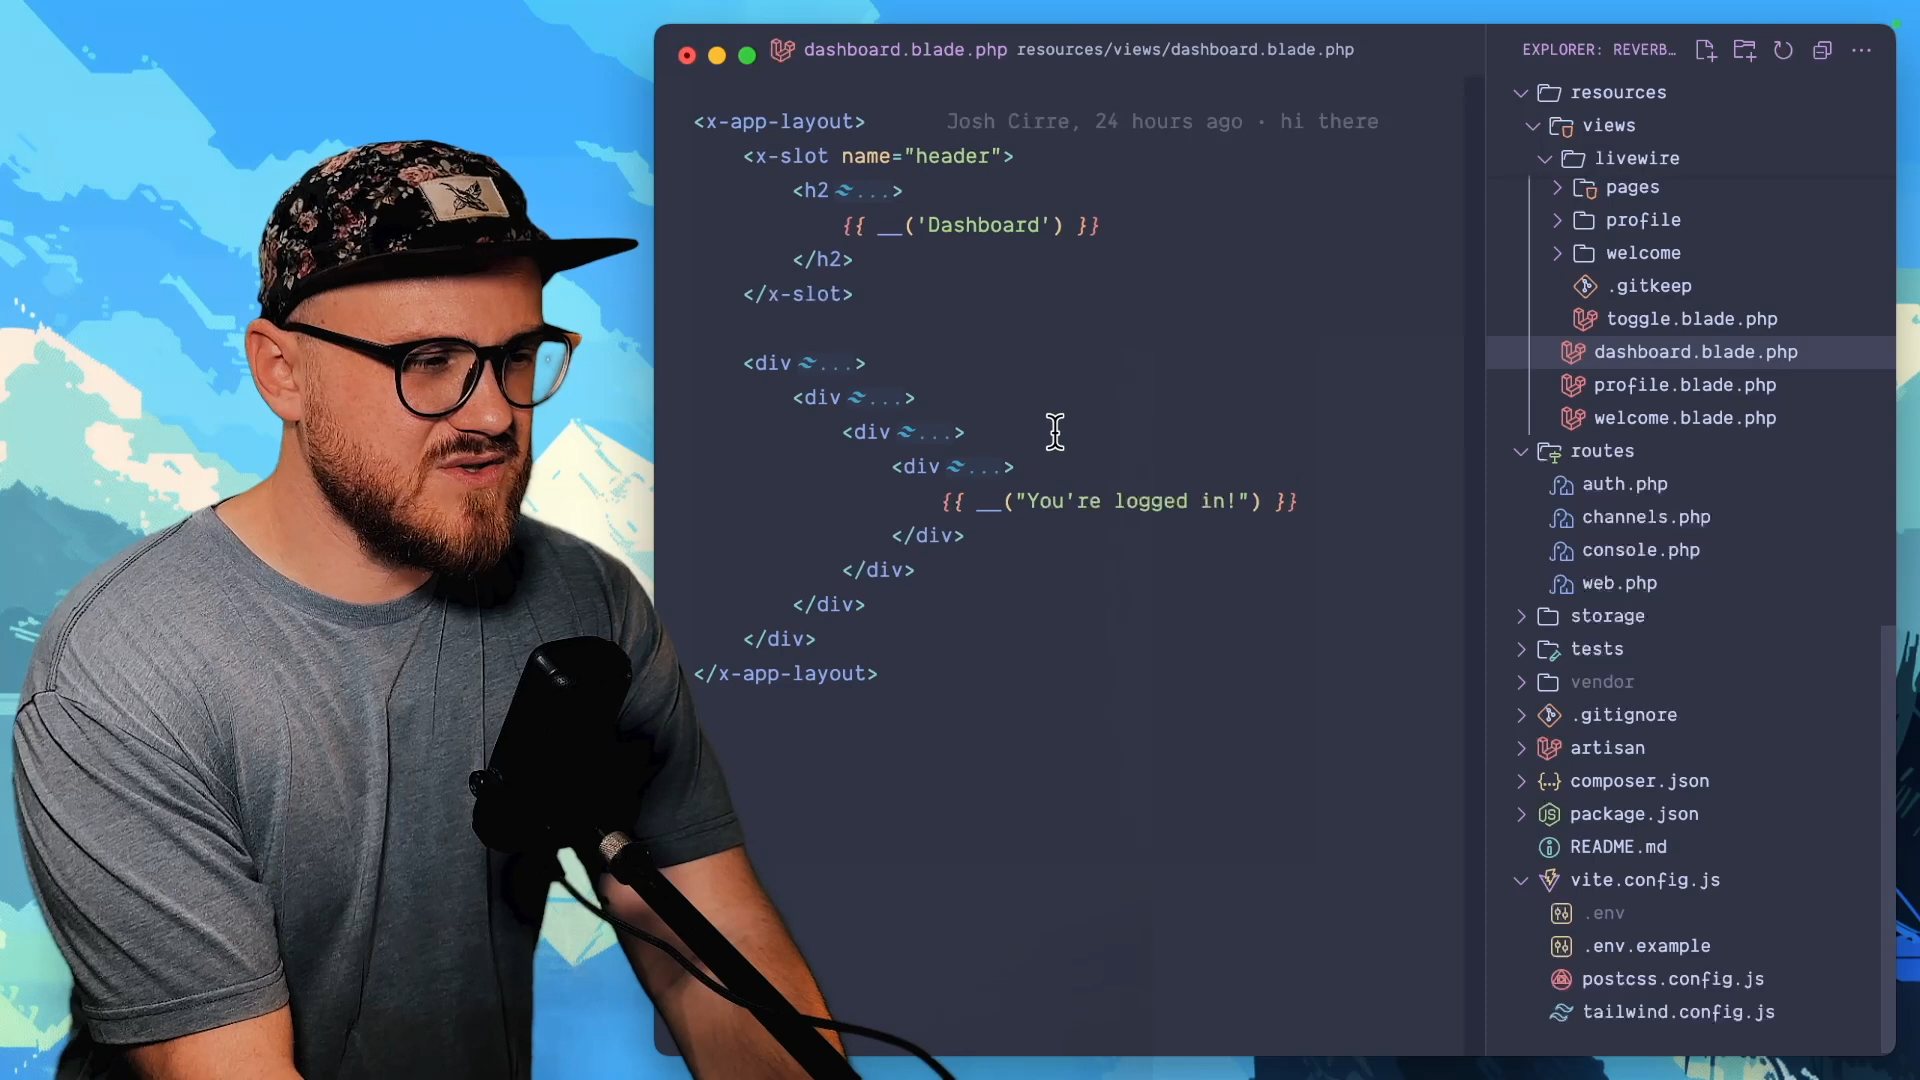 dashboard.blade.php resources/views/dashboard.blade.php
<x-app-layout> Josh Cirre, 24 hours ago · hi there
<x-slot name="header">
<h2 ...>
{{ __('Dashboard') }}
</h2>
</x-slot>
<div ...>
<div ...>
<div ...>
<div ...>
{{ __("You're logged in!") }}
</div>
</div>
</div>
</div>
</x-app-layout>
EXPLORER: REVERB…
resources
views
livewire
pages
profile
welcome
.gitkeep
toggle.blade.php
dashboard.blade.php
profile.blade.php
welcome.blade.php
routes
auth.php
channels.php
console.php
web.php
storage
tests
vendor
.gitignore
artisan
composer.json
package.json
README.md
vite.config.js
.env
.env.example
postcss.config.js
tailwind.config.js